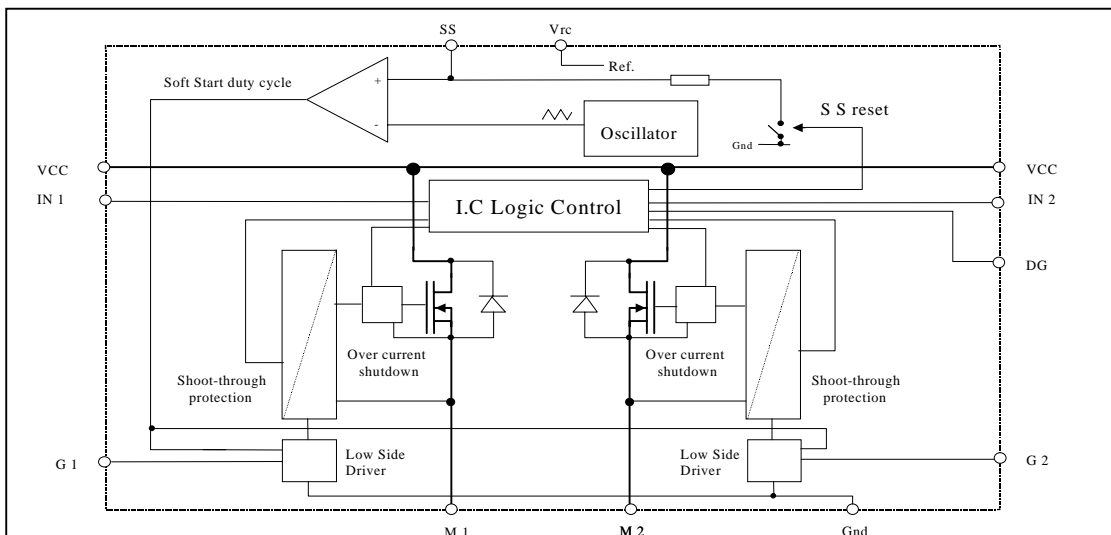 SS
Vrc
Ref.
Soft Start duty cycle
+
-
Oscillator
S S reset
Gnd
VCC
VCC
IN 1
I.C Logic Control
IN 2
DG
Over current
shutdown
Over current
shutdown
Shoot-through
protection
Shoot-through
protection
G 1
Low Side
Driver
Low Side
Driver
G 2
M 1
M 2
Gnd